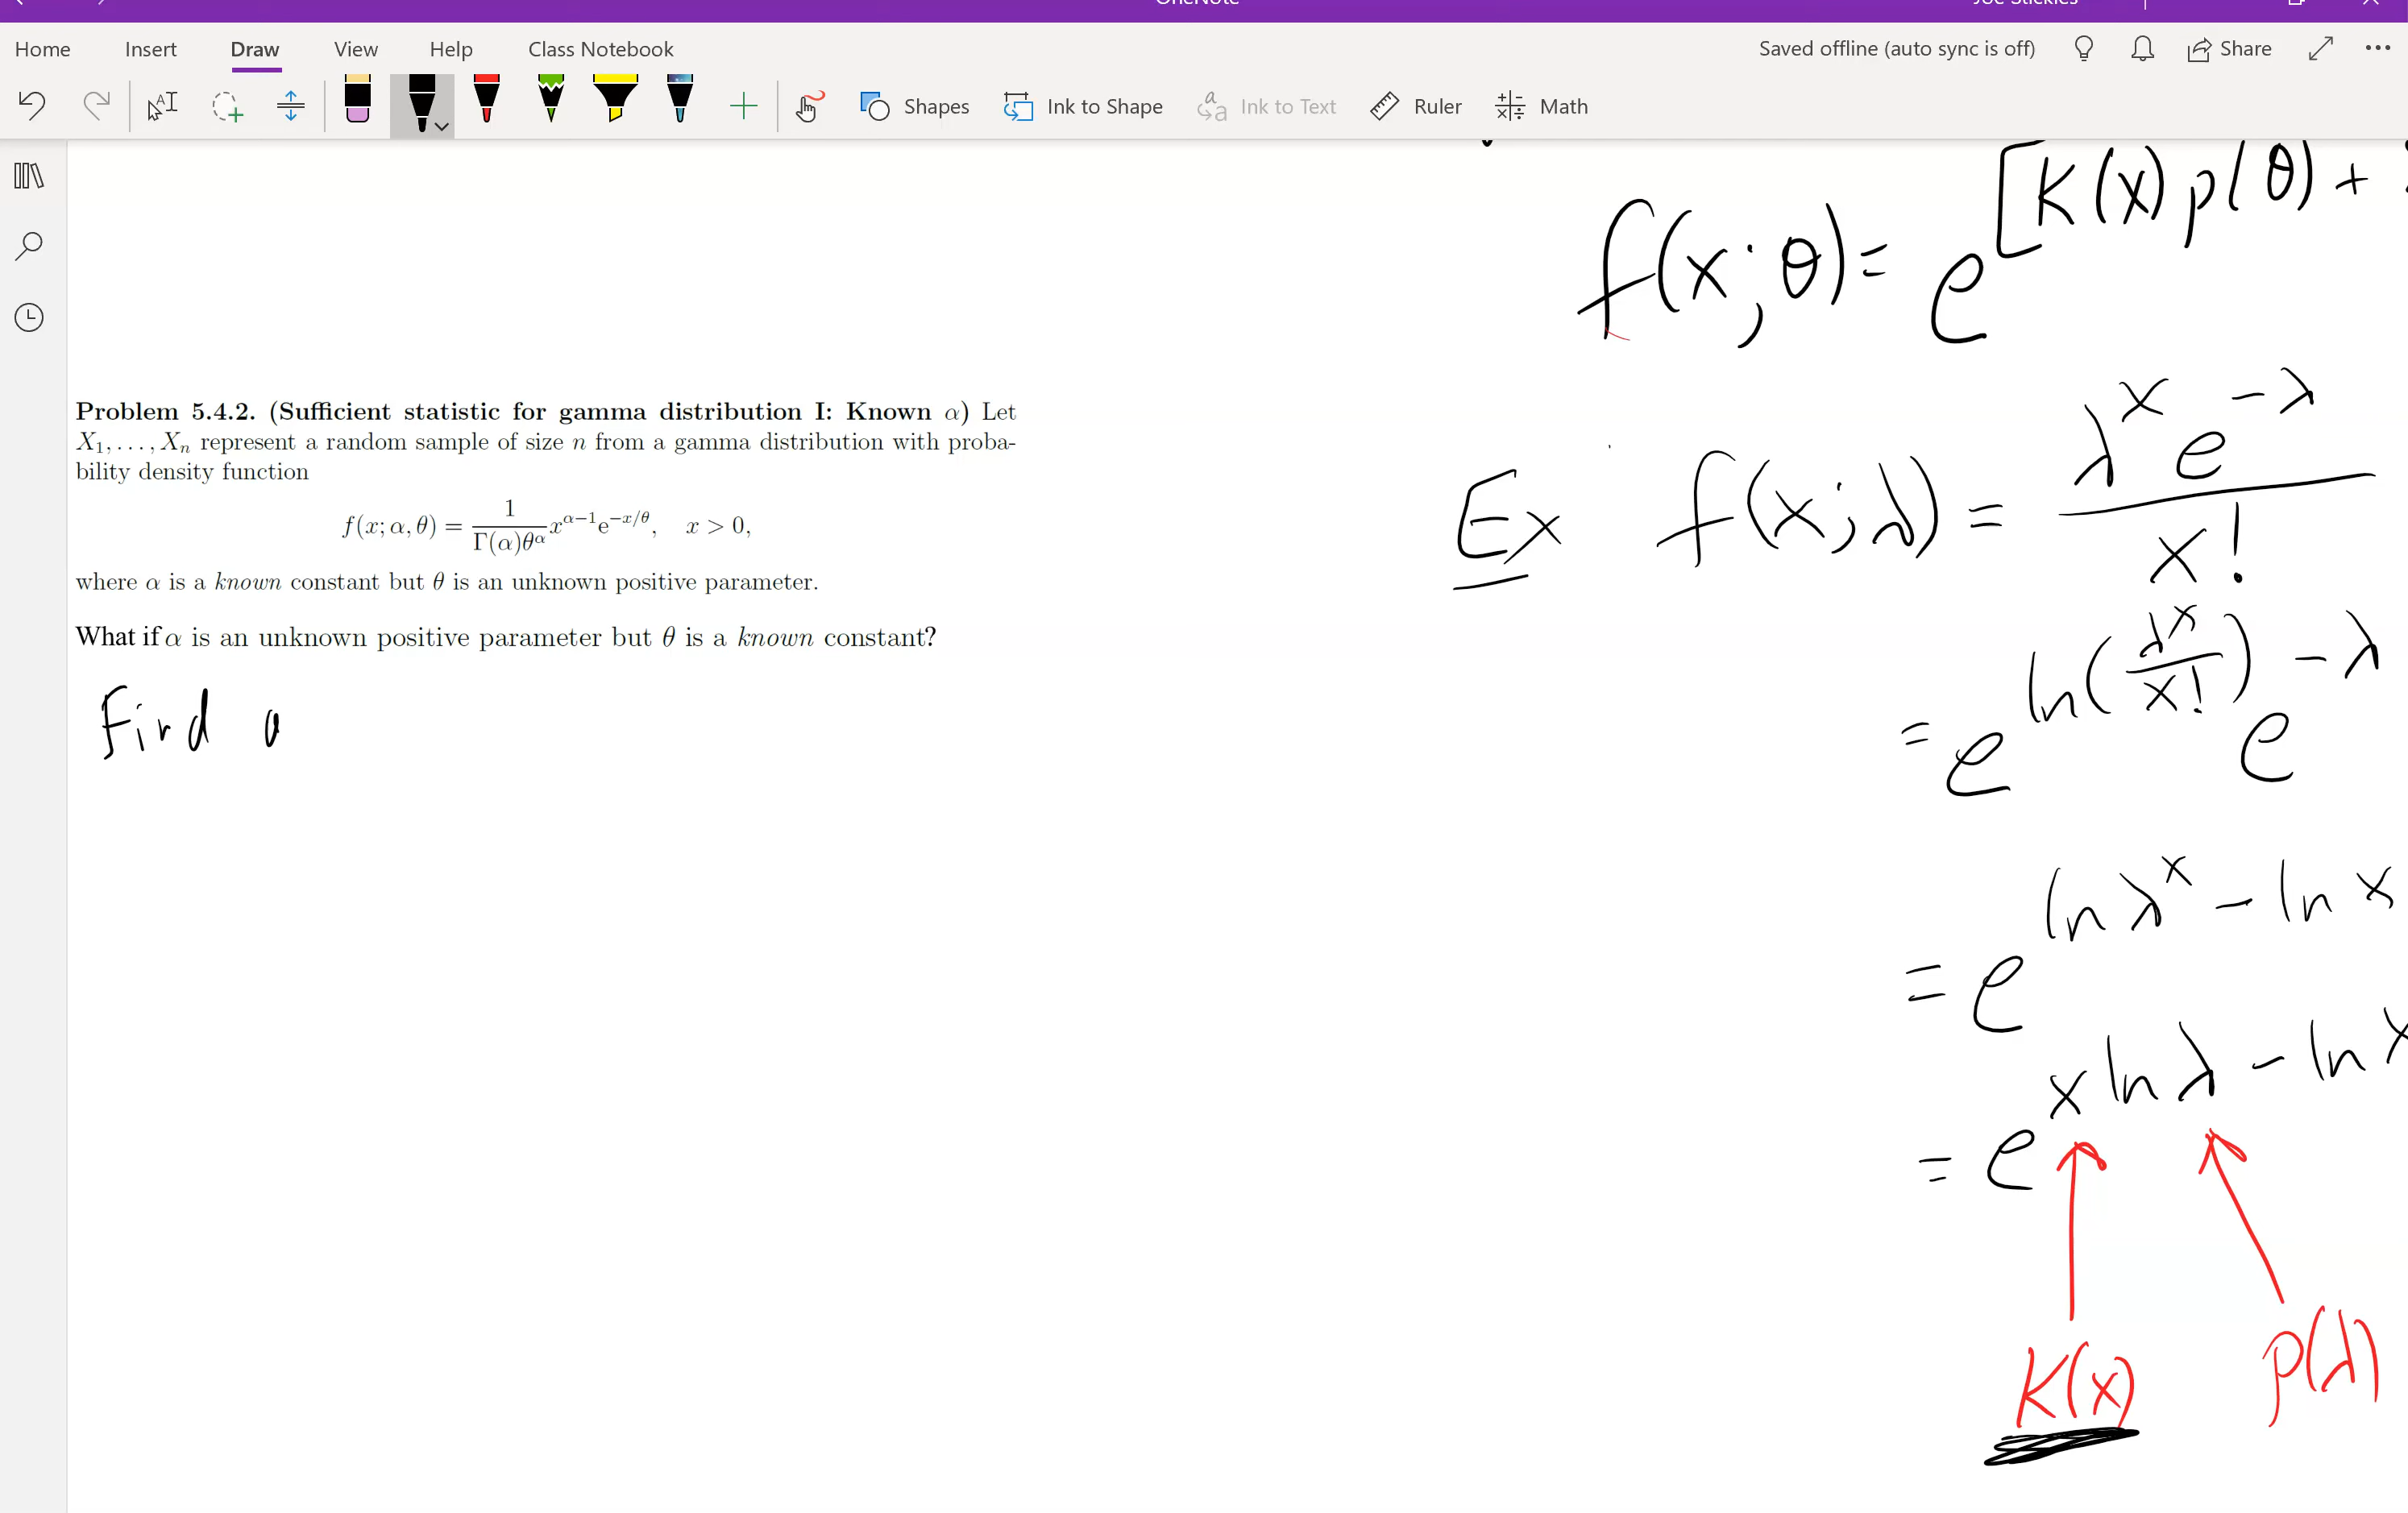 OneNote
Joe Stickles
Home Insert Draw View Help Class Notebook
Saved offline (auto sync is off) Share
Shapes Ink to Shape Ink to Text Ruler Math
Problem 5.4.2. (Sufficient statistic for gamma distribution I: Known α) Let
X₁, . . . , Xₙ represent a random sample of size n from a gamma distribution with proba-
bility density function
f(x; α, θ) = 1/(Γ(α)θ^α) x^(α−1) e^(−x/θ), x > 0,
where α is a known constant but θ is an unknown positive parameter.
What if α is an unknown positive parameter but θ is a known constant?
Find a
f(x;θ) = e^[K(x)p(θ) +
Ex f(x;λ) = λ^x e^−λ / x!
= e^ln(λ^x/x!) e^−λ
= e^ln λ^x − ln x
= e^x ln λ − ln x
K(x) p(λ)